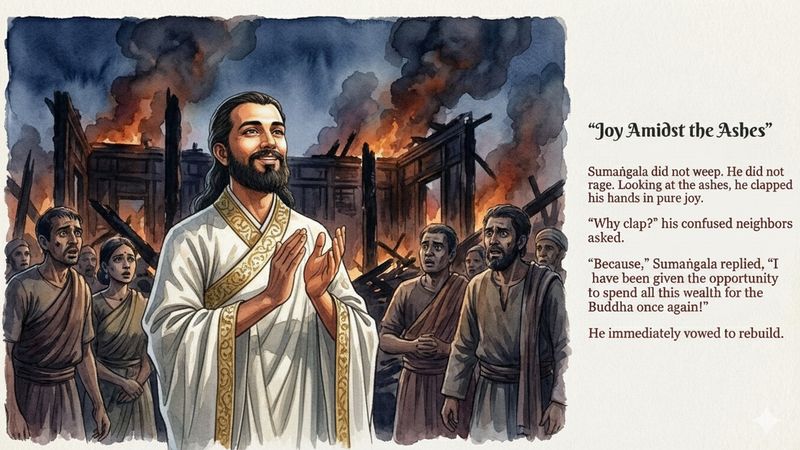 “Joy Amidst the Ashes”
Sumaṅgala did not weep. He did not
rage. Looking at the ashes, he clapped
his hands in pure joy.
“Why clap?” his confused neighbors
asked.
“Because,” Sumaṅgala replied, “I
have been given the opportunity
to spend all this wealth for the
Buddha once again!”
He immediately vowed to rebuild.